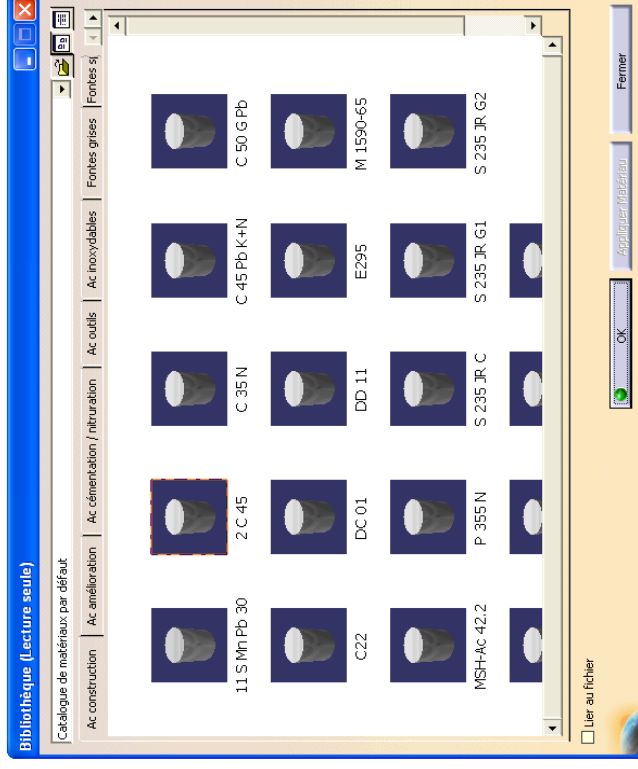 Bibliothèque (Lecture seule)
Catalogue de matériaux par défaut
Ac construction
Ac amélioration
Ac cémentation / nitruration
Ac outils
Ac inoxydables
Fontes grises
Fontes s
11 S Mn Pb 30
2 C 45
C 35 N
C 45 Pb K+N
C 50 G Pb
C22
DC 01
DD 11
E295
M 1590-65
MSH-Ac 42.2
P 355 N
S 235 JR C
S 235 JR G1
S 235 JR G2
Lier au fichier
OK
Appliquer Matériau
Fermer